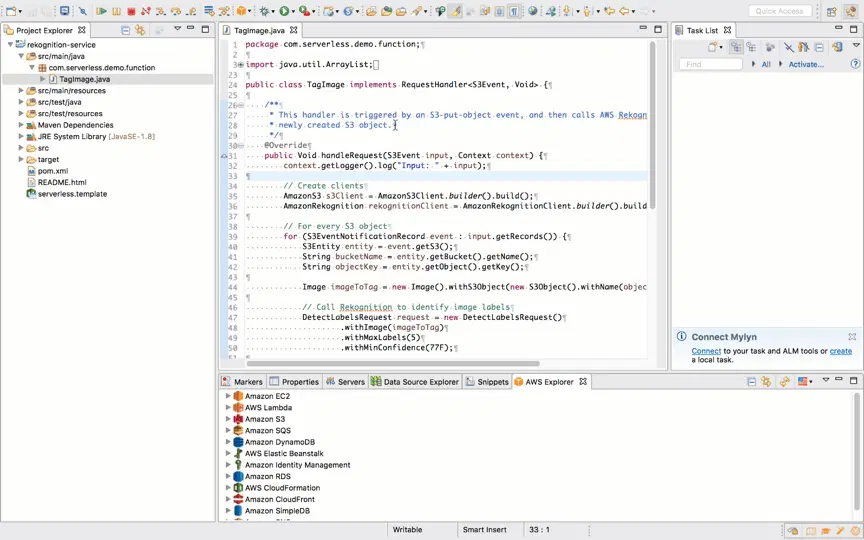 Quick Access
Project Explorer
rekognition-service
src/main/java
com.serverless.demo.function
TagImage.java
src/main/resources
src/test/java
src/test/resources
Maven Dependencies
JRE System Library [JavaSE-1.8]
src
target
pom.xml
README.html
serverless.template
TagImage.java
1 package com.serverless.demo.function;
2
3 import java.util.ArrayList;
23
24 public class TagImage implements RequestHandler<S3Event, Void> {
25
26 /**
27 * This handler is triggered by an S3-put-object event, and then calls AWS Rekogn
28 * newly created S3 object.
29 */
30 @Override
31 public Void handleRequest(S3Event input, Context context) {
32 context.getLogger().log("Input: " + input);
33
34 // Create clients
35 AmazonS3 s3Client = AmazonS3Client.builder().build();
36 AmazonRekognition rekognitionClient = AmazonRekognitionClient.builder().build
37
38 // For every S3 object
39 for (S3EventNotificationRecord event : input.getRecords()) {
40 S3Entity entity = event.getS3();
41 String bucketName = entity.getBucket().getName();
42 String objectKey = entity.getObject().getKey();
43
44 Image imageToTag = new Image().withS3Object(new S3Object().withName(objec
45
46 // Call Rekognition to identify image labels
47 DetectLabelsRequest request = new DetectLabelsRequest()
48 .withImage(imageToTag)
49 .withMaxLabels(5)
50 .withMinConfidence(77F);
51
Task List
Find
All
Activate...
Connect Mylyn
Connect to your task and ALM tools or create
a local task.
Markers
Properties
Servers
Data Source Explorer
Snippets
AWS Explorer
Amazon EC2
AWS Lambda
Amazon S3
Amazon SQS
Amazon DynamoDB
AWS Elastic Beanstalk
Amazon Identity Management
Amazon RDS
AWS CloudFormation
Amazon CloudFront
Amazon SimpleDB
Writable
Smart Insert
33 : 1